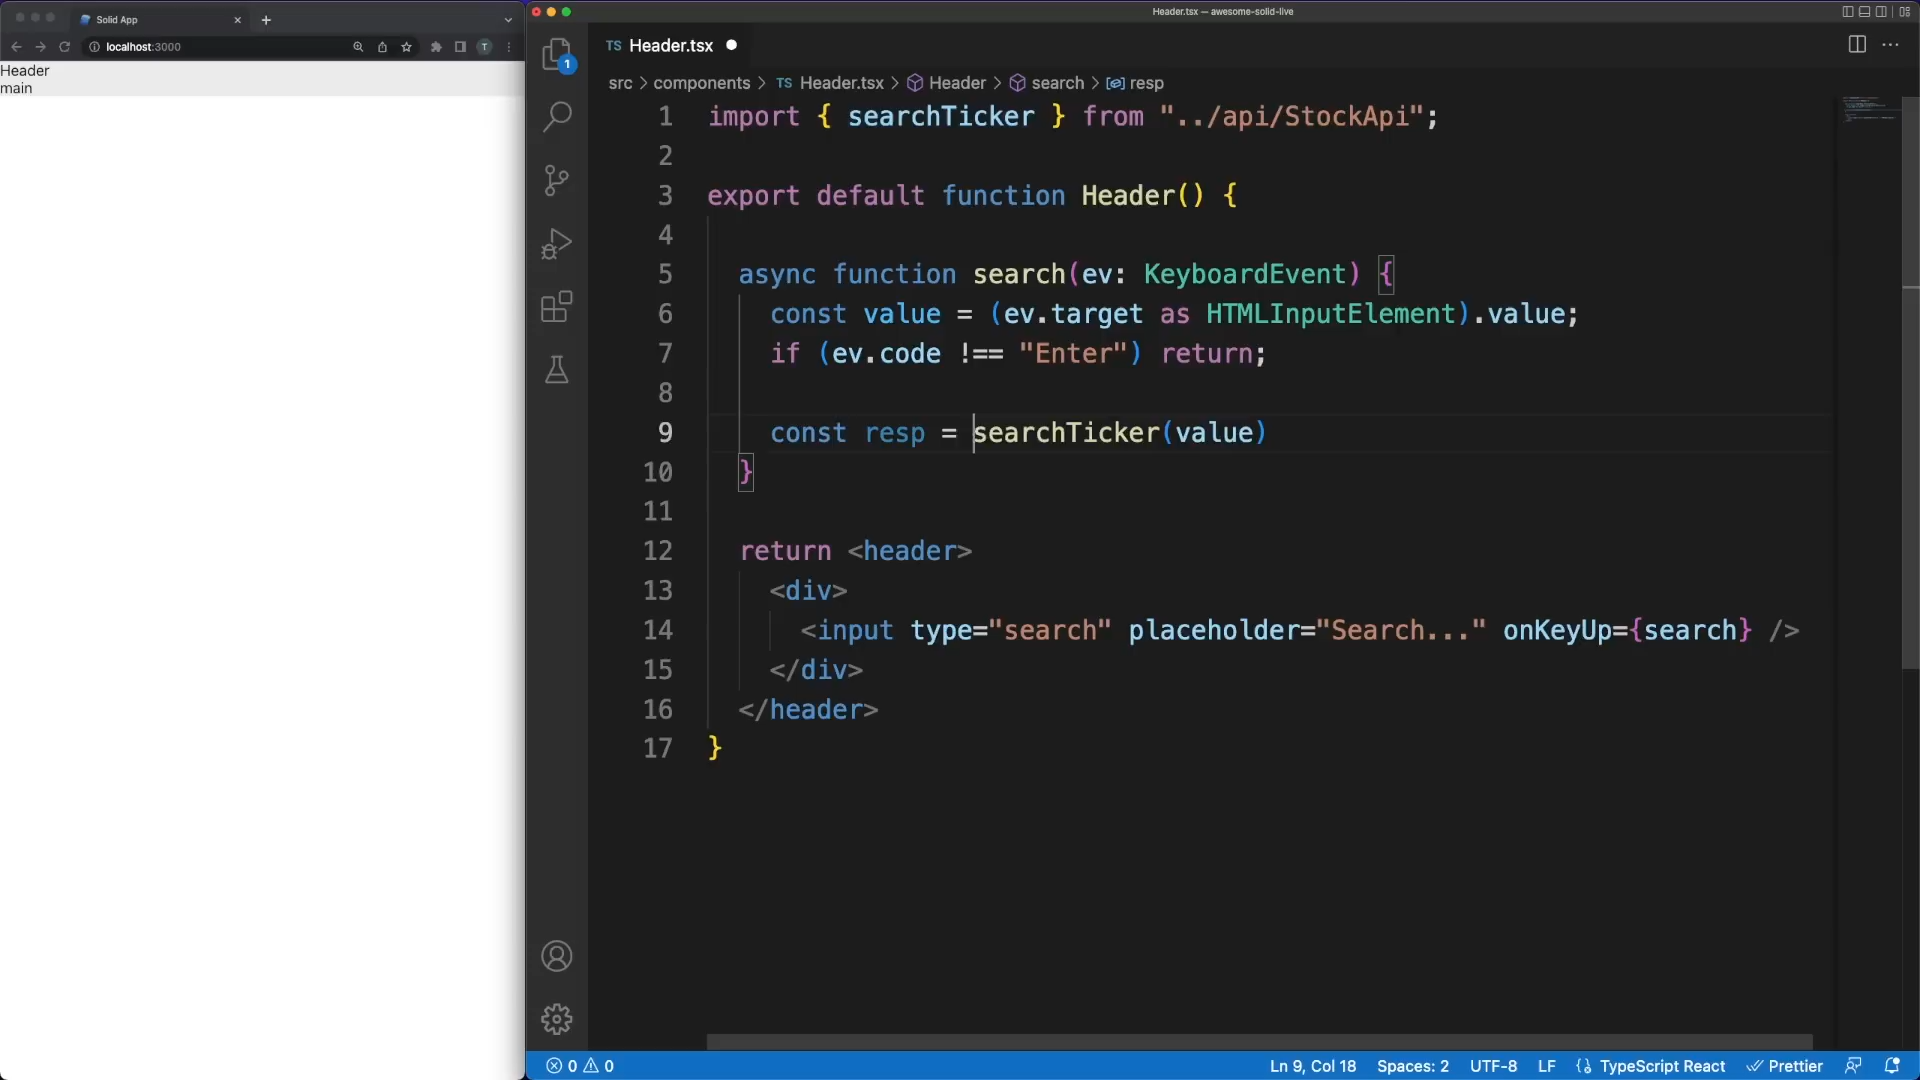 Solid App
localhost:3000
T
Header
main
Header.tsx — awesome-solid-live
1
TS Header.tsx
src > components > TS Header.tsx > Header > search > resp
1 import { searchTicker } from "../api/StockApi";
2
3 export default function Header() {
4
5 async function search(ev: KeyboardEvent) {
6 const value = (ev.target as HTMLInputElement).value;
7 if (ev.code !== "Enter") return;
8
9 const resp = searchTicker(value)
10 }
11
12 return <header>
13 <div>
14 <input type="search" placeholder="Search..." onKeyUp={search} />
15 </div>
16 </header>
17 }
0 0 Ln 9, Col 18 Spaces: 2 UTF-8 LF {} TypeScript React Prettier